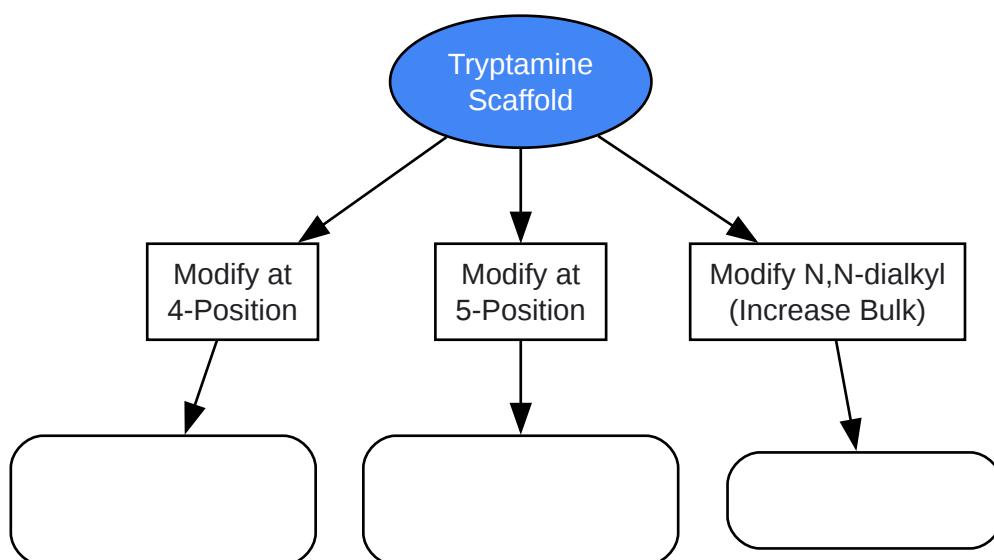 Tryptamine
Scaffold
Modify at
4-Position
Modify at
5-Position
Modify N,N-dialkyl
(Increase Bulk)